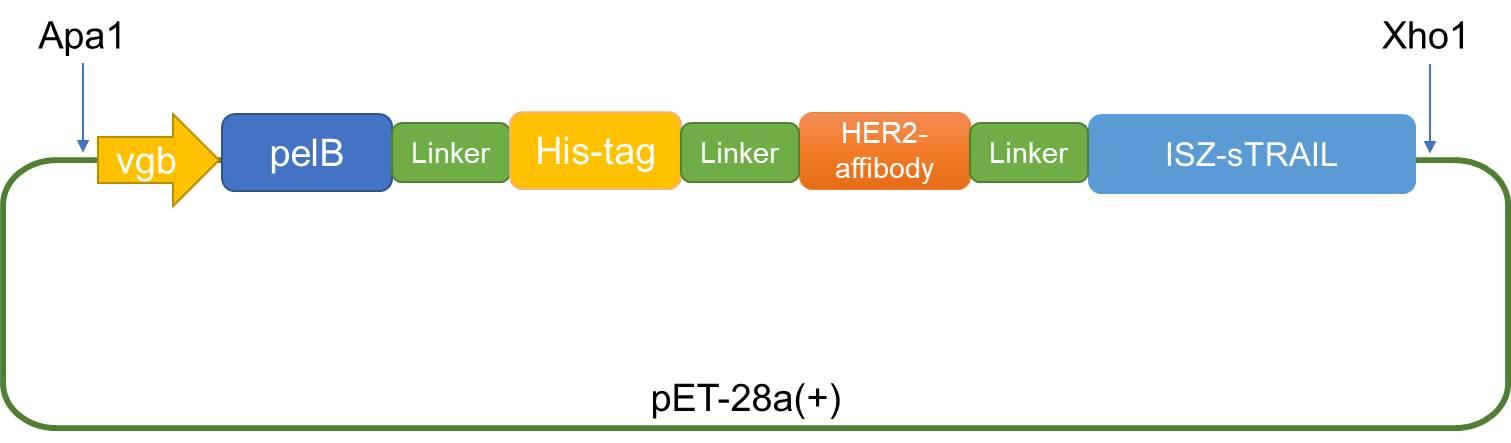 Apa1
Xho1
vgb
pelB
Linker
His-tag
Linker
HER2-
affibody
Linker
ISZ-sTRAIL
pET-28a(+)